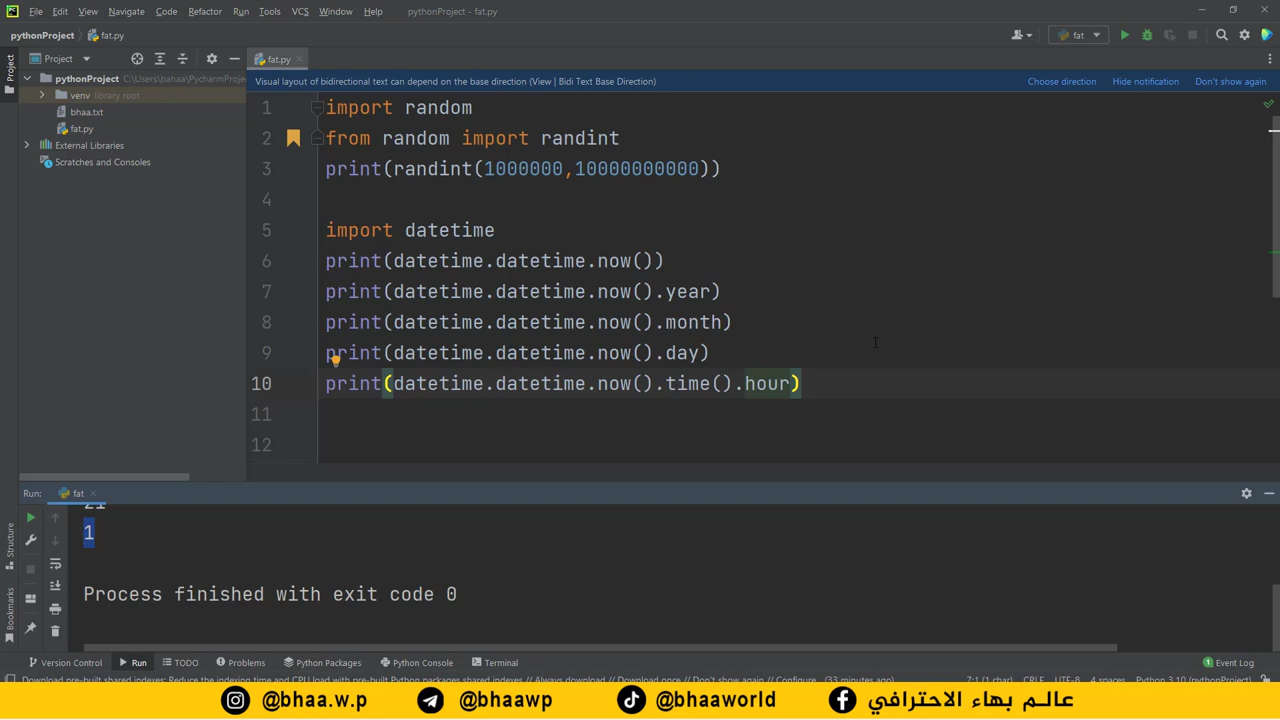 File Edit View Navigate Code Refactor Run Tools VCS Window Help pythonProject - fat.py
pythonProject fat.py fat
Project fat.py
Visual layout of bidirectional text can depend on the base direction (View | Bidi Text Base Direction) Choose direction Hide notification Don't show again
Project
pythonProject C:\Users\bahaa\PycharmProje
venv library root
bhaa.txt
fat.py
External Libraries
Scratches and Consoles
1 import random
2 from random import randint
3 print(randint(1000000,10000000000))
4
5 import datetime
6 print(datetime.datetime.now())
7 print(datetime.datetime.now().year)
8 print(datetime.datetime.now().month)
9 print(datetime.datetime.now().day)
10 print(datetime.datetime.now().time().hour)
11
12
Run: fat
21
1
Process finished with exit code 0
Structure
Bookmarks
Version Control Run TODO Problems Python Packages Python Console Terminal 1 Event Log
Download pre-built shared indexes: Reduce the indexing time and CPU load with pre-built Python packages shared indexes // Always download // Download once // Don't show again // Configure... (33 minutes ago) 7:1 (1 char) CRLF UTF-8 4 spaces Python 3.10 (pythonProject)
@bhaa.w.p @bhaawp @bhaaworld عالم بهاء الاحترافي